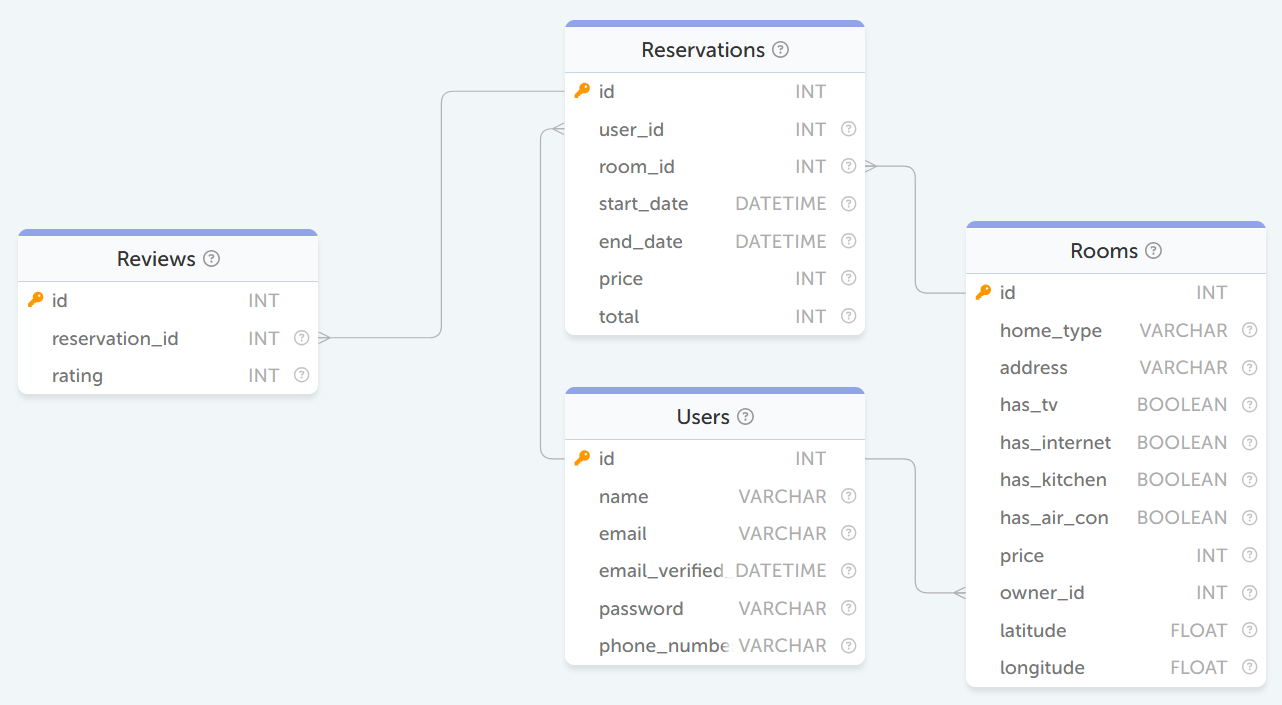 Reservations ?
id INT
user_id INT ?
room_id INT ?
start_date DATETIME ?
end_date DATETIME ?
price INT ?
total INT ?
Reviews ?
id INT
reservation_id INT ?
rating INT ?
Users ?
id INT
name VARCHAR ?
email VARCHAR ?
email_verified_ DATETIME ?
password VARCHAR ?
phone_numbe VARCHAR ?
Rooms ?
id INT
home_type VARCHAR ?
address VARCHAR ?
has_tv BOOLEAN ?
has_internet BOOLEAN ?
has_kitchen BOOLEAN ?
has_air_con BOOLEAN ?
price INT ?
owner_id INT ?
latitude FLOAT ?
longitude FLOAT ?